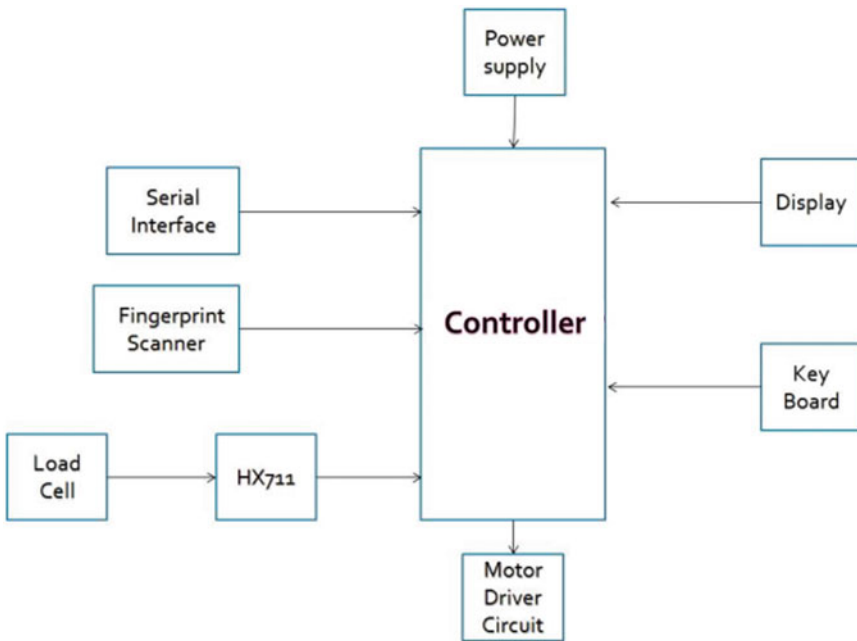 Power
supply
Serial
Interface
Display
Fingerprint
Scanner
Controller
Key
Board
Load
Cell
HX711
Motor
Driver
Circuit